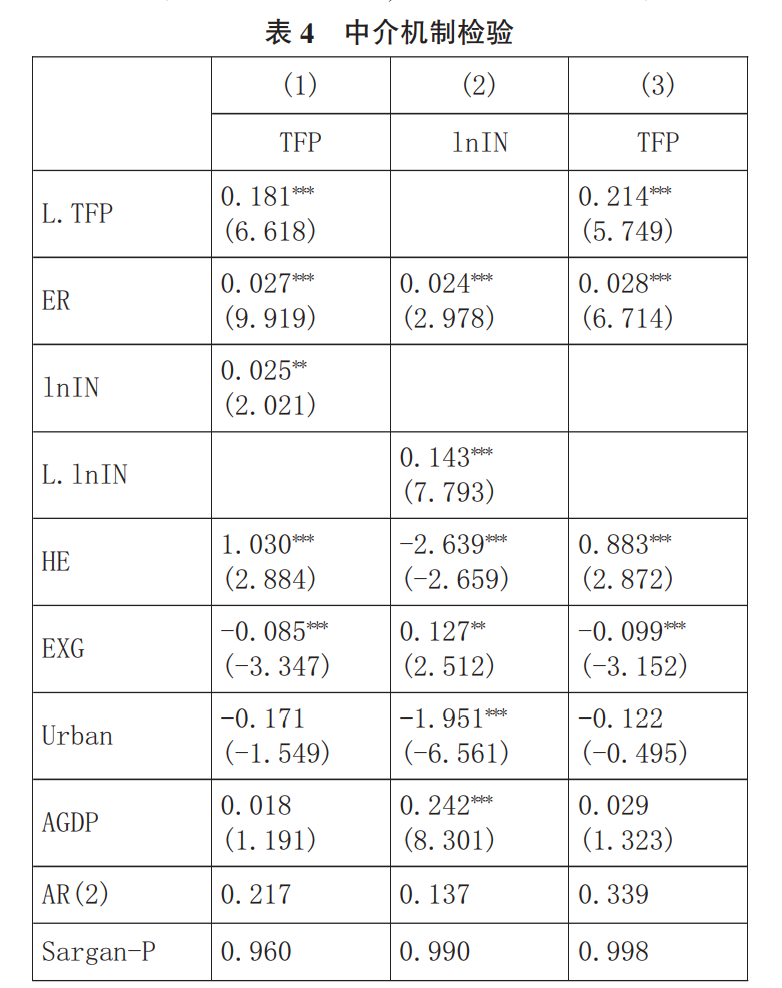 表 4 中介机制检验
(1) (2) (3)
TFP lnIN TFP
L.TFP 0.181*** (6.618) 0.214*** (5.749)
ER 0.027*** (9.919) 0.024*** (2.978) 0.028*** (6.714)
lnIN 0.025** (2.021)
L.lnIN 0.143*** (7.793)
HE 1.030*** (2.884) -2.639*** (-2.659) 0.883*** (2.872)
EXG -0.085*** (-3.347) 0.127** (2.512) -0.099*** (-3.152)
Urban -0.171 (-1.549) -1.951*** (-6.561) -0.122 (-0.495)
AGDP 0.018 (1.191) 0.242*** (8.301) 0.029 (1.323)
AR(2) 0.217 0.137 0.339
Sargan-P 0.960 0.990 0.998